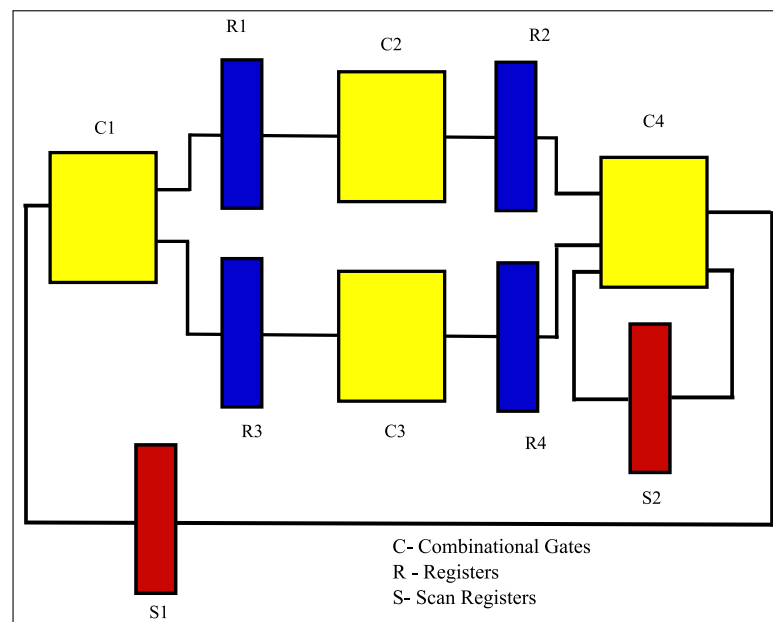 R1
C2
R2
C1
C4
R3
C3
R4
S2
C- Combinational Gates
R - Registers
S- Scan Registers
S1